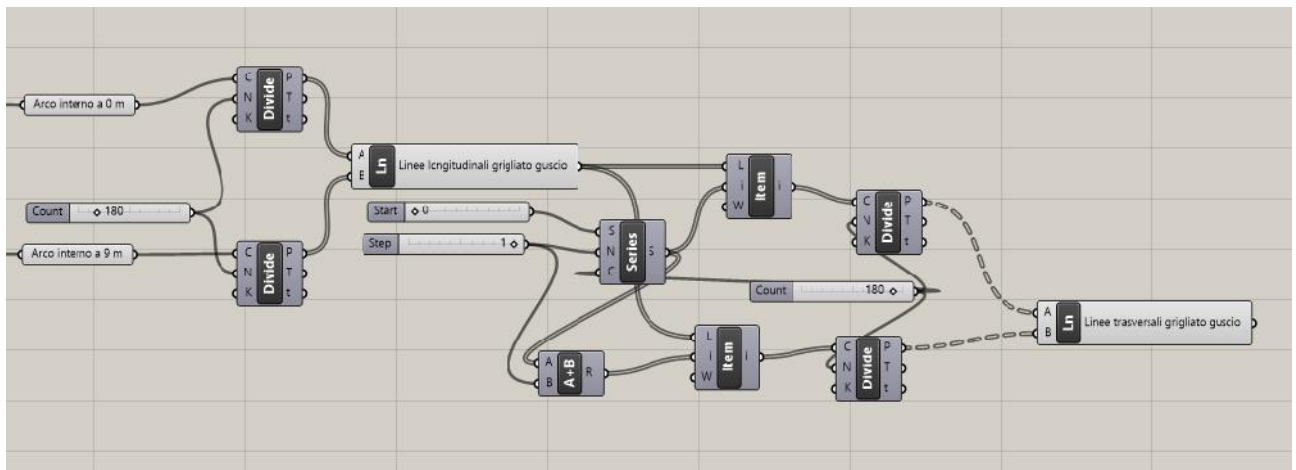 Arco interno a 0 m
C N K Divide P T t
Count 180
Arco interno a 9 m
C N K Divide P T t
A B Ln Linee longitudinali grigliato guscio
Start 0
Step 1
S N C Series S
L i W Item i
C N K Divide P T t
Count 180
A B A+B R
L i W Item i
C N K Divide P T t
A B Ln Linee trasversali grigliato guscio